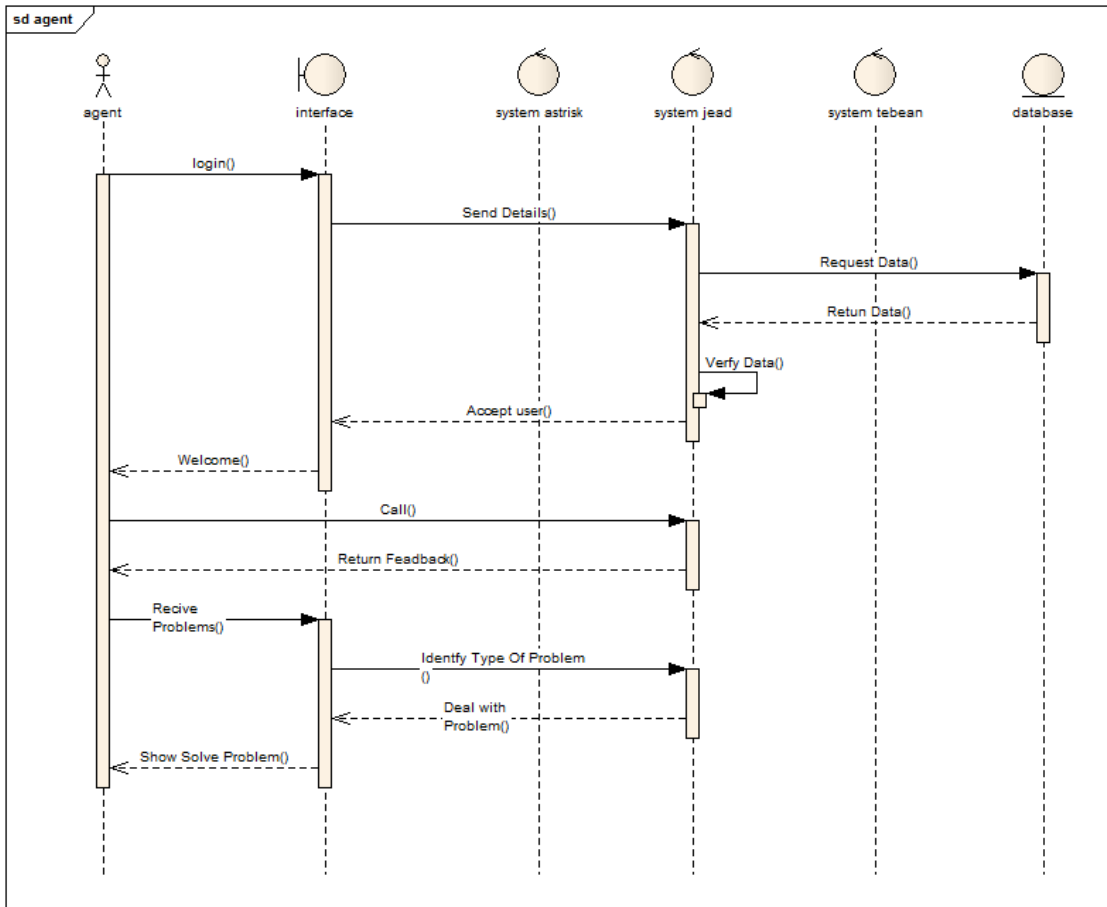 sd agent
agent
interface
system astrisk
system jead
system tebean
database
login()
Send Details()
Request Data()
Retun Data()
Verfy Data()
Accept user()
Welcome()
Call()
Return Feadback()
Recive
Problems()
Identfy Type Of Problem
()
Deal with
Problem()
Show Solve Problem()